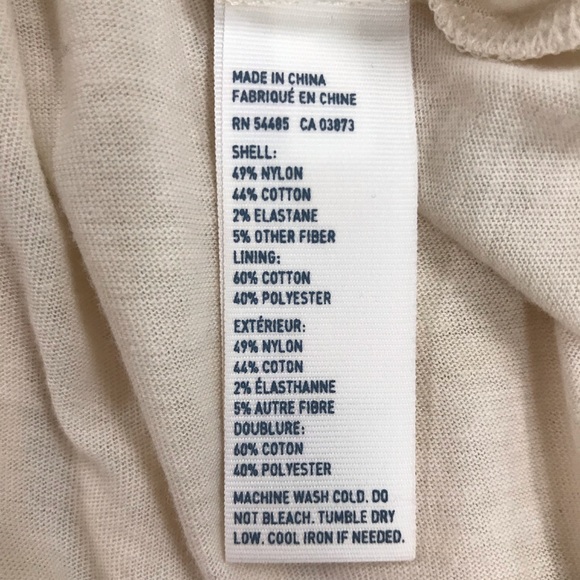 MADE IN CHINA
FABRIQUÉ EN CHINE
RN 54485 CA 03873
SHELL:
49% NYLON
44% COTTON
2% ELASTANE
5% OTHER FIBER
LINING:
60% COTTON
40% POLYESTER
EXTÉRIEUR:
49% NYLON
44% COTON
2% ÉLASTHANNE
5% AUTRE FIBRE
DOUBLURE:
60% COTON
40% POLYESTER
MACHINE WASH COLD. DO
NOT BLEACH. TUMBLE DRY
LOW. COOL IRON IF NEEDED.